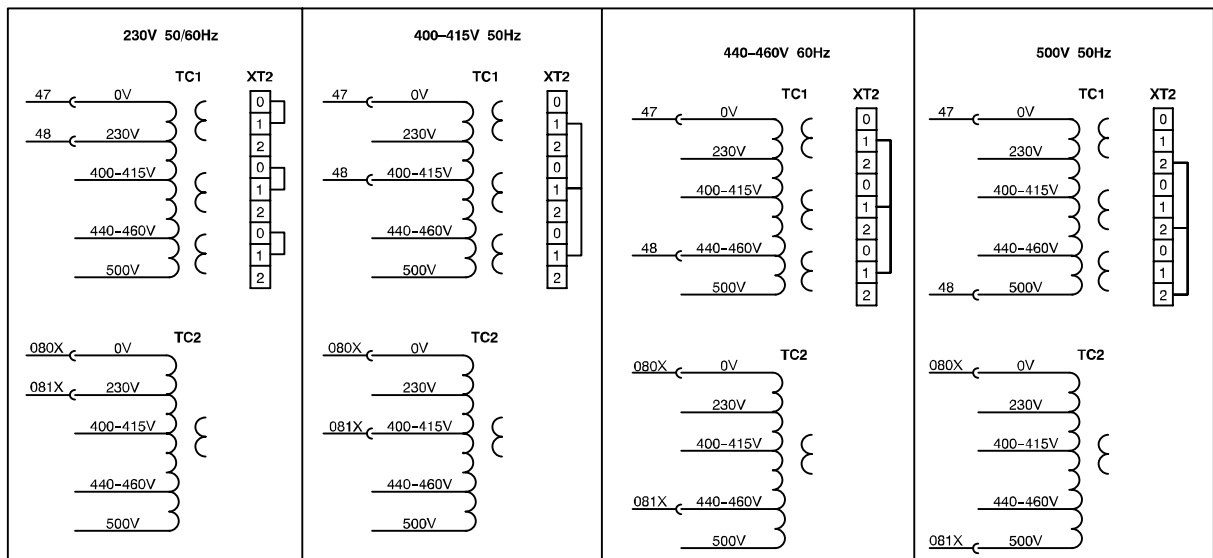 230V 50/60Hz
TC1 XT2
47 0V
48 230V
400–415V
440–460V
500V
0
1
2
0
1
2
0
1
2
TC2
080X 0V
081X 230V
400–415V
440–460V
500V
400–415V 50Hz
TC1 XT2
47 0V
230V
48 400–415V
440–460V
500V
0
1
2
0
1
2
0
1
2
TC2
080X 0V
230V
081X 400–415V
440–460V
500V
440–460V 60Hz
TC1 XT2
47 0V
230V
400–415V
48 440–460V
500V
0
1
2
0
1
2
0
1
2
TC2
080X 0V
230V
400–415V
081X 440–460V
500V
500V 50Hz
TC1 XT2
47 0V
230V
400–415V
440–460V
48 500V
0
1
2
0
1
2
0
1
2
TC2
080X 0V
230V
400–415V
440–460V
081X 500V